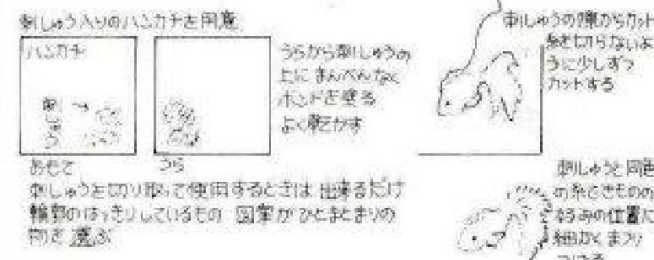 刺しゅう入りのハンカチを用意
ハンカチ
刺しゅう
おもて
うら
うらから刺しゅうの
上にまんべんなく
ボンドを塗る
よく乾かす
刺しゅうを切り取って使用するときは 出来るだけ
輪郭のはっきりしているもの 図案がひとまとまりの
物を選ぶ
刺しゅうの際からカット
糸を切らないよ
うに少しずつ
カットする
刺しゅうと同色
の糸できものの
位置に
細かくまつり
つける